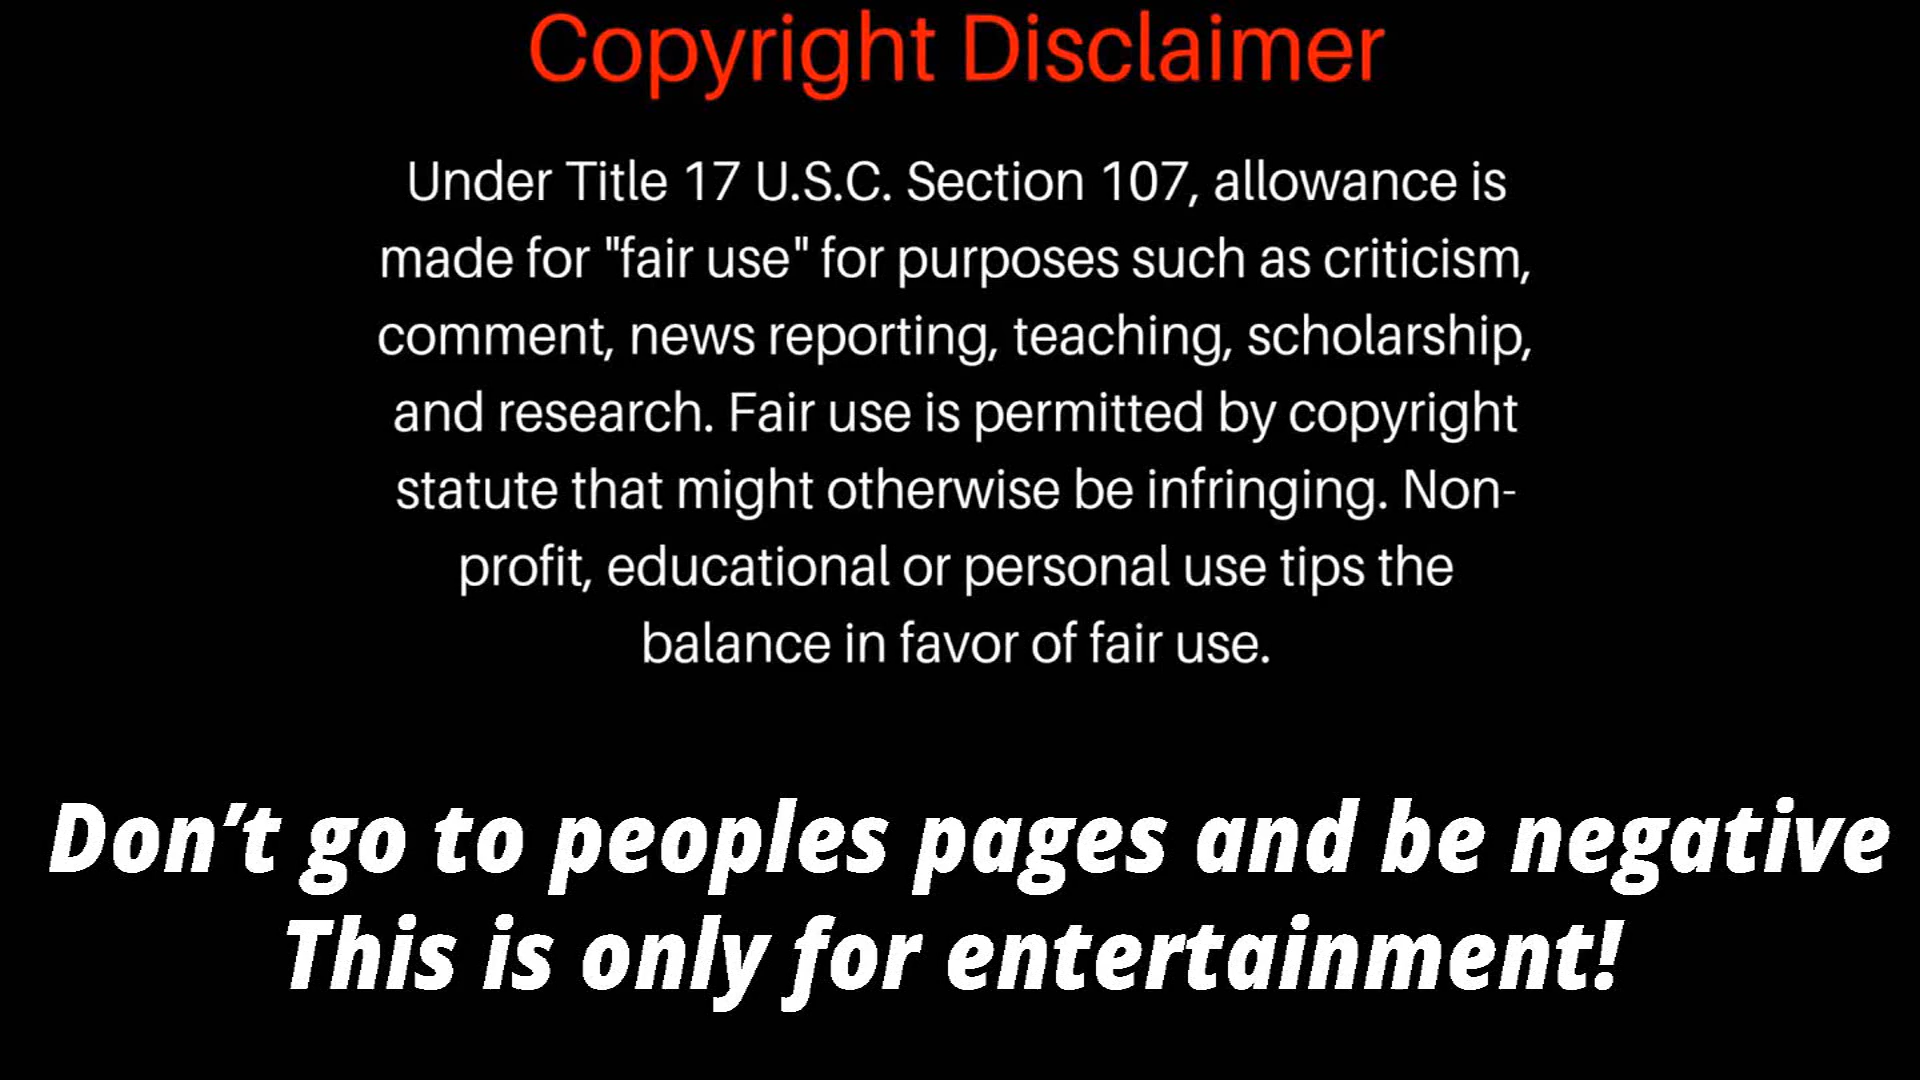 Copyright Disclaimer
Under Title 17 U.S.C. Section 107, allowance is
made for "fair use" for purposes such as criticism,
comment, news reporting, teaching, scholarship,
and research. Fair use is permitted by copyright
statute that might otherwise be infringing. Non-
profit, educational or personal use tips the
balance in favor of fair use.
Don’t go to peoples pages and be negative
This is only for entertainment!